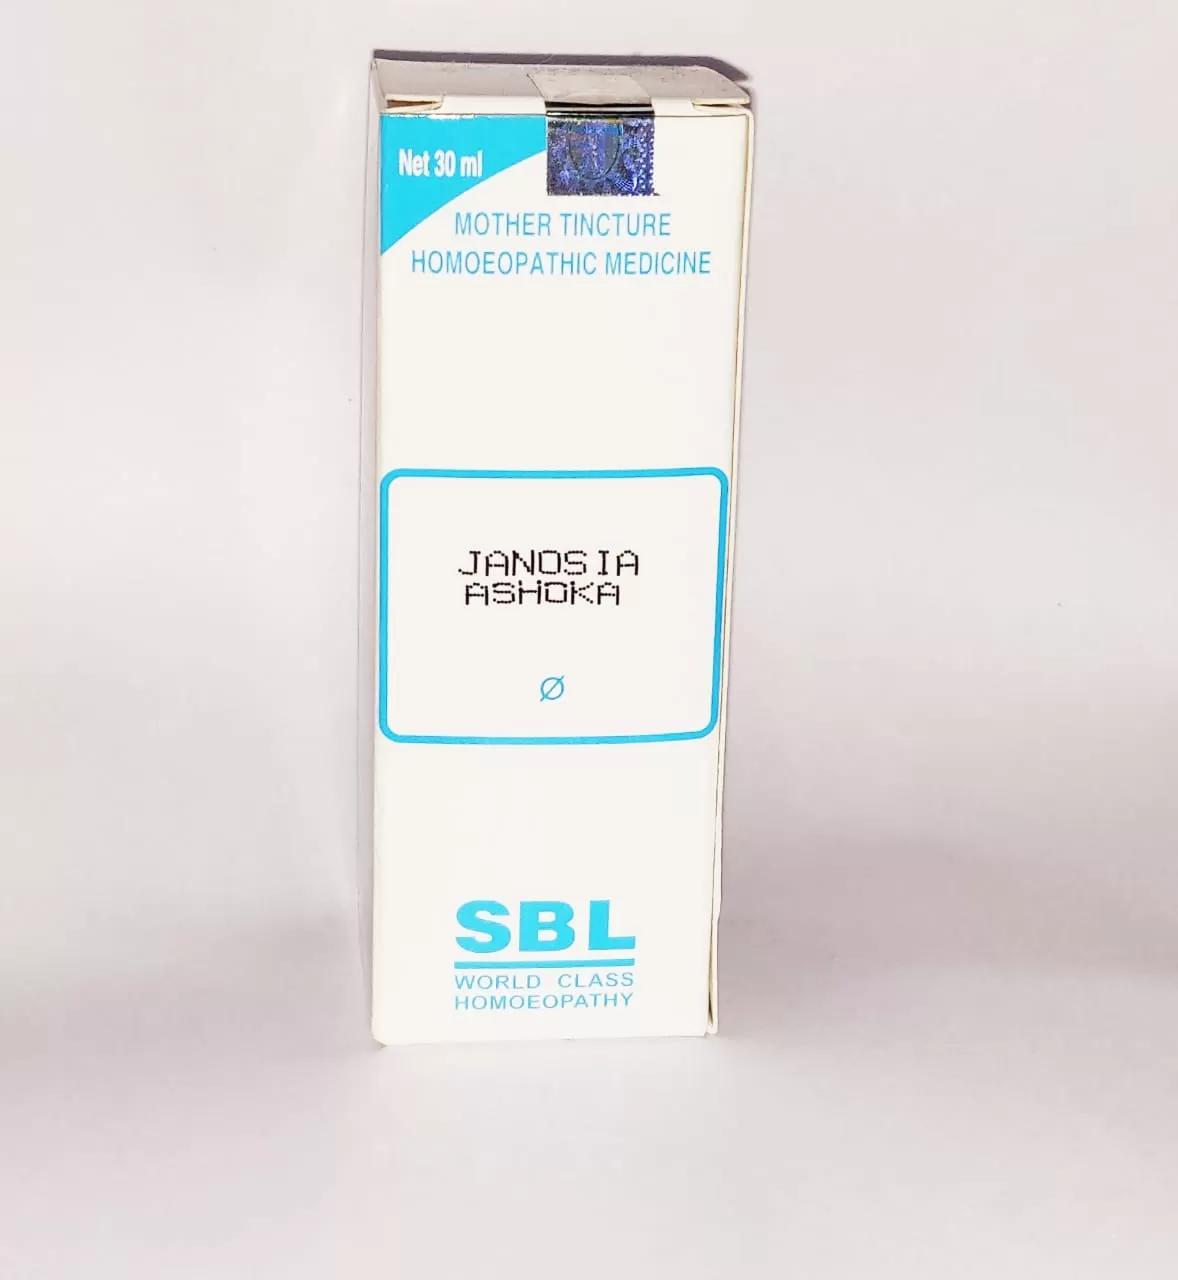 Net 30 ml
MOTHER TINCTURE
HOMOEOPATHIC MEDICINE
JANOSIA
ASHOKA
Ø
SBL
WORLD CLASS
HOMOEOPATHY